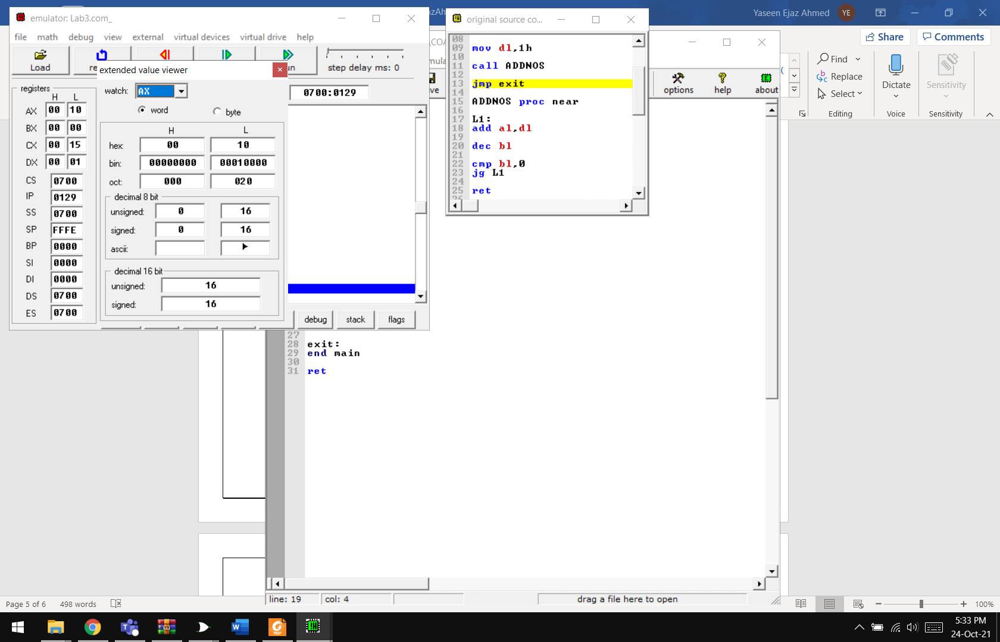 emulator: Lab3.com_
file math debug view external virtual devices virtual drive help
Load
step delay ms: 0
extended value viewer
watch: AX
word
byte
registers
H L
AX 00 10
BX 00 00
CX 00 15
DX 00 01
CS 0700
IP 0129
SS 0700
SP FFFE
BP 0000
SI 0000
DI 0000
DS 0700
ES 0700
H L
hex: 00 10
bin: 00000000 00010000
oct: 000 020
decimal 8 bit
unsigned: 0 16
signed: 0 16
ascii:
decimal 16 bit
unsigned: 16
signed: 16
0700:0129
debug stack flags
original source co...
08
09 mov dl,1h
10
11 call ADDNOS
12
13 jmp exit
14
15 ADDNOS proc near
16
17 L1:
18 add al,dl
19
20 dec bl
21
22 cmp bl,0
23 jg L1
24
25 ret
27
28 exit:
29 end main
30
31 ret
options help about
line: 19 col: 4
drag a file here to open
Yaseen Ejaz Ahmed YE
Share Comments
Find
Replace
Select
Editing
Dictate
Voice
Sensitivity
Sensitivity
Page 5 of 6 498 words
100%
5:33 PM
24-Oct-21